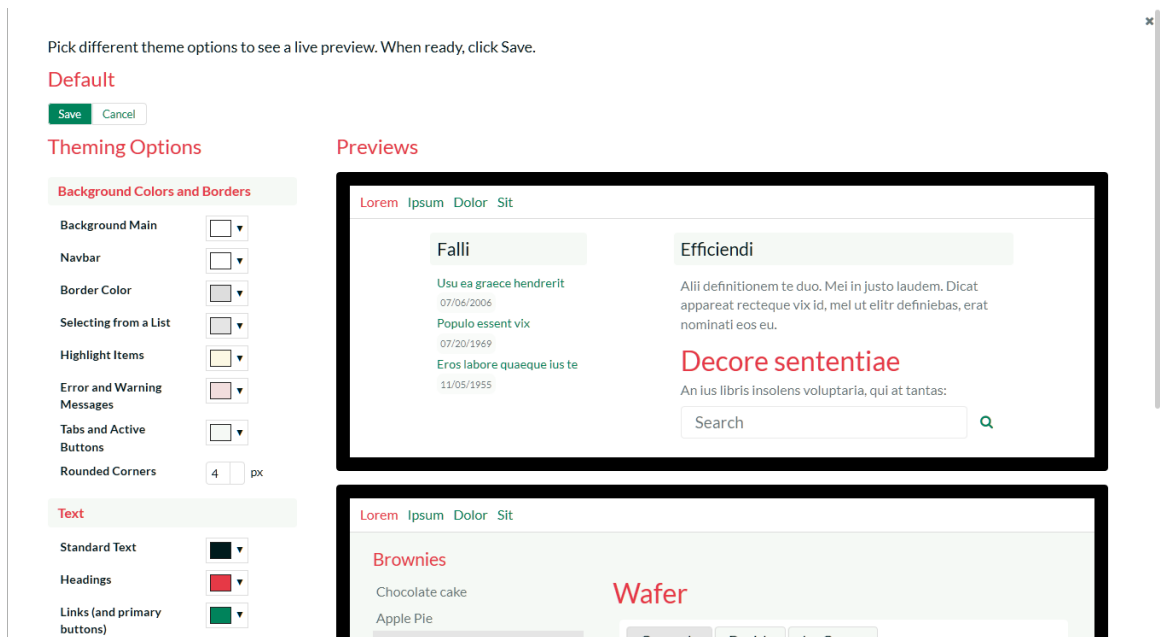 Pick different theme options to see a live preview. When ready, click Save.
Default
Save Cancel
Theming Options
Background Colors and Borders
Background Main
Navbar
Border Color
Selecting from a List
Highlight Items
Error and Warning
Messages
Tabs and Active
Buttons
Rounded Corners 4 px
Text
Standard Text
Headings
Links (and primary
buttons)
Previews
Lorem Ipsum Dolor Sit
Falli
Usu ea graece hendrerit
07/06/2006
Populo essent vix
07/20/1969
Eros labore quaeque ius te
11/05/1955
Efficiendi
Alii definitionem te duo. Mei in justo laudem. Dicat
appareat recteque vix id, mel ut elitr definiebas, erat
nominati eos eu.
Decore sententiae
An ius libris insolens voluptaria, qui at tantas:
Search
Lorem Ipsum Dolor Sit
Brownies
Chocolate cake
Apple Pie
Wafer